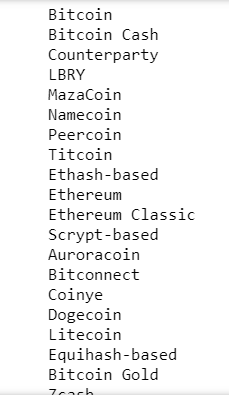 Bitcoin
Bitcoin Cash
Counterparty
LBRY
MazaCoin
Namecoin
Peercoin
Titcoin
Ethash-based
Ethereum
Ethereum Classic
Scrypt-based
Auroracoin
Bitconnect
Coinye
Dogecoin
Litecoin
Equihash-based
Bitcoin Gold
Zcash